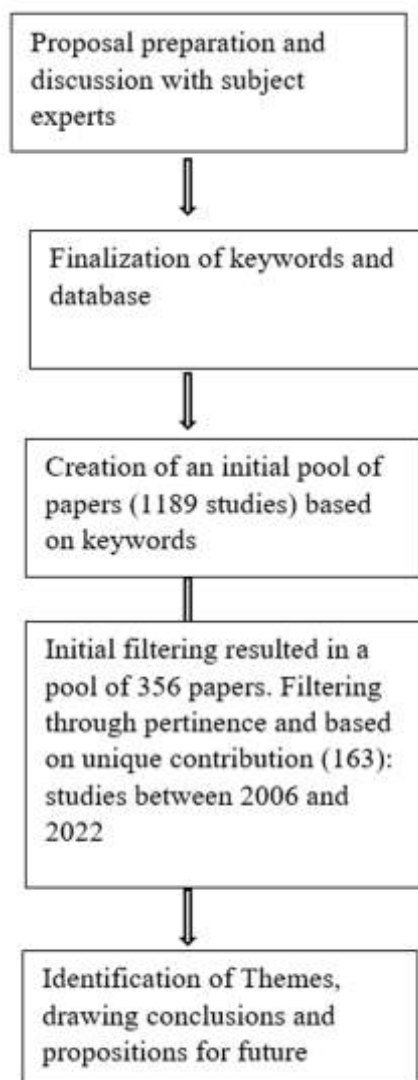 Proposal preparation and
discussion with subject
experts
Finalization of keywords and
database
Creation of an initial pool of
papers (1189 studies) based
on keywords
Initial filtering resulted in a
pool of 356 papers. Filtering
through pertinence and based
on unique contribution (163):
studies between 2006 and
2022
Identification of Themes,
drawing conclusions and
propositions for future